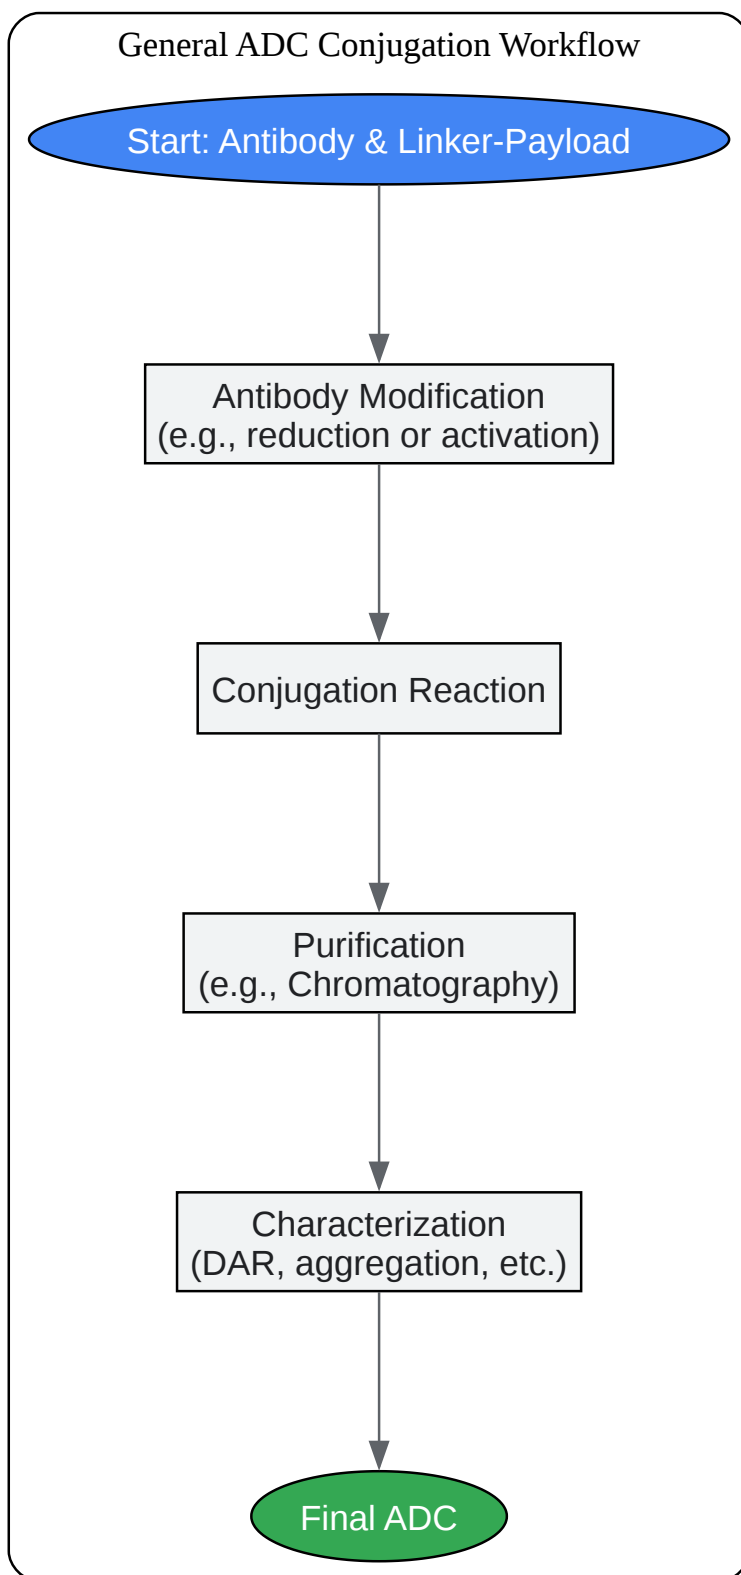 General ADC Conjugation Workflow
Start: Antibody & Linker-Payload
Antibody Modification
(e.g., reduction or activation)
Conjugation Reaction
Purification
(e.g., Chromatography)
Characterization
(DAR, aggregation, etc.)
Final ADC